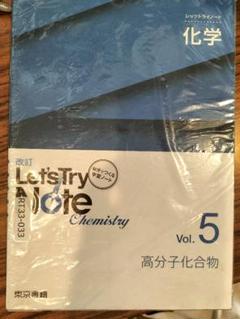 レッツトライノート
化学
改訂
Let'sTry
Note
Chemistry
RT33-033
Vol. 5
高分子化合物
東京書籍